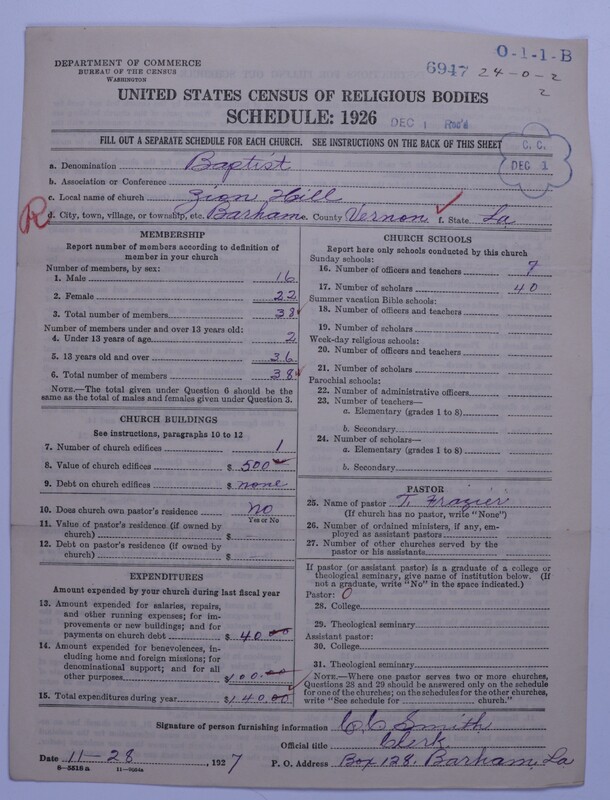 O-1-1-B
6947 24-0-2
2
DEPARTMENT OF COMMERCE
BUREAU OF THE CENSUS
WASHINGTON
UNITED STATES CENSUS OF RELIGIOUS BODIES
SCHEDULE: 1926
DEC 1 Rec'd
FILL OUT A SEPARATE SCHEDULE FOR EACH CHURCH. SEE INSTRUCTIONS ON THE BACK OF THIS SHEET
C. C.
DEC 1
a. Denomination Baptist
b. Association or Conference
c. Local name of church Zion Hill
R
d. City, town, village, or township, etc. Barham e. County Vernon f. State La
MEMBERSHIP
Report number of members according to definition of
member in your church
Number of members, by sex:
1. Male 16
2. Female 22
3. Total number of members 38
Number of members under and over 13 years old:
4. Under 13 years of age 2
5. 13 years old and over 36
6. Total number of members 38
NOTE.—The total given under Question 6 should be the
same as the total of males and females given under Question 3.
CHURCH BUILDINGS
See instructions, paragraphs 10 to 12
7. Number of church edifices 1
8. Value of church edifices $ 500
9. Debt on church edifices $ none
10. Does church own pastor's residence no
Yes or No
11. Value of pastor's residence (if owned by
church) $
12. Debt on pastor's residence (if owned by
church) $
EXPENDITURES
Amount expended by your church during last fiscal year
13. Amount expended for salaries, repairs,
and other running expenses; for im-
provements or new buildings; and for
payments on church debt $ 40.00
14. Amount expended for benevolences, in-
cluding home and foreign missions; for
denominational support; and for all
other purposes $100.00
15. Total expenditures during year $140.00
CHURCH SCHOOLS
Report here only schools conducted by this church
Sunday schools:
16. Number of officers and teachers 7
17. Number of scholars 40
Summer vacation Bible schools:
18. Number of officers and teachers
19. Number of scholars
Week-day religious schools:
20. Number of officers and teachers
21. Number of scholars
Parochial schools:
22. Number of administrative officers
23. Number of teachers—
a. Elementary (grades 1 to 8)
b. Secondary
24. Number of scholars—
a. Elementary (grades 1 to 8)
b. Secondary
PASTOR
25. Name of pastor T. Frazier
(If church has no pastor, write "None")
26. Number of ordained ministers, if any, em-
ployed as assistant pastors
27. Number of other churches served by the
pastor or his assistants
If pastor (or assistant pastor) is a graduate of a college or
theological seminary, give name of institution below. (If
not a graduate, write "No" in the space indicated.)
Pastor: 0
28. College
29. Theological seminary
Assistant pastor:
30. College
31. Theological seminary
NOTE.—Where one pastor serves two or more churches,
Questions 28 and 29 should be answered only on the schedule
for one of the churches; on the schedules for the other churches,
write "See schedule for church."
Signature of person furnishing information C C Smith
Official title Clerk
Date 11-28, 1927 P. O. Address Box 128. Barham, La
8-5518 a 11-9104a